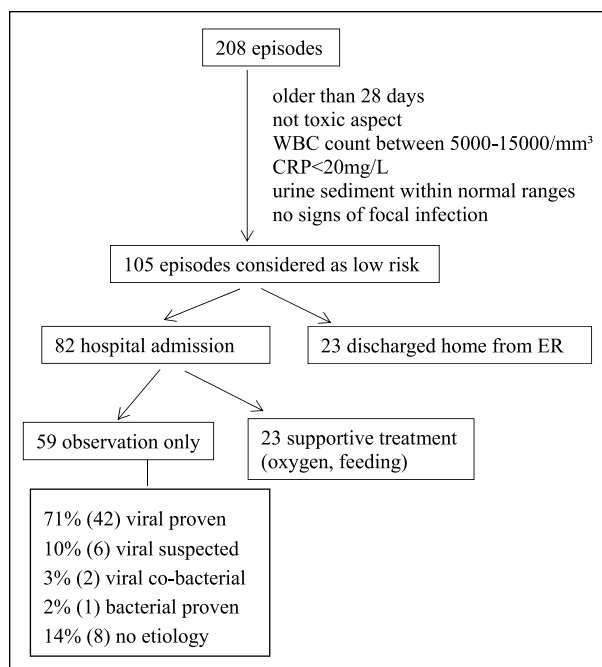 208 episodes
older than 28 days
not toxic aspect
WBC count between 5000-15000/mm³
CRP<20mg/L
urine sediment within normal ranges
no signs of focal infection
105 episodes considered as low risk
82 hospital admission
23 discharged home from ER
59 observation only
23 supportive treatment
(oxygen, feeding)
71% (42) viral proven
10% (6) viral suspected
3% (2) viral co-bacterial
2% (1) bacterial proven
14% (8) no etiology